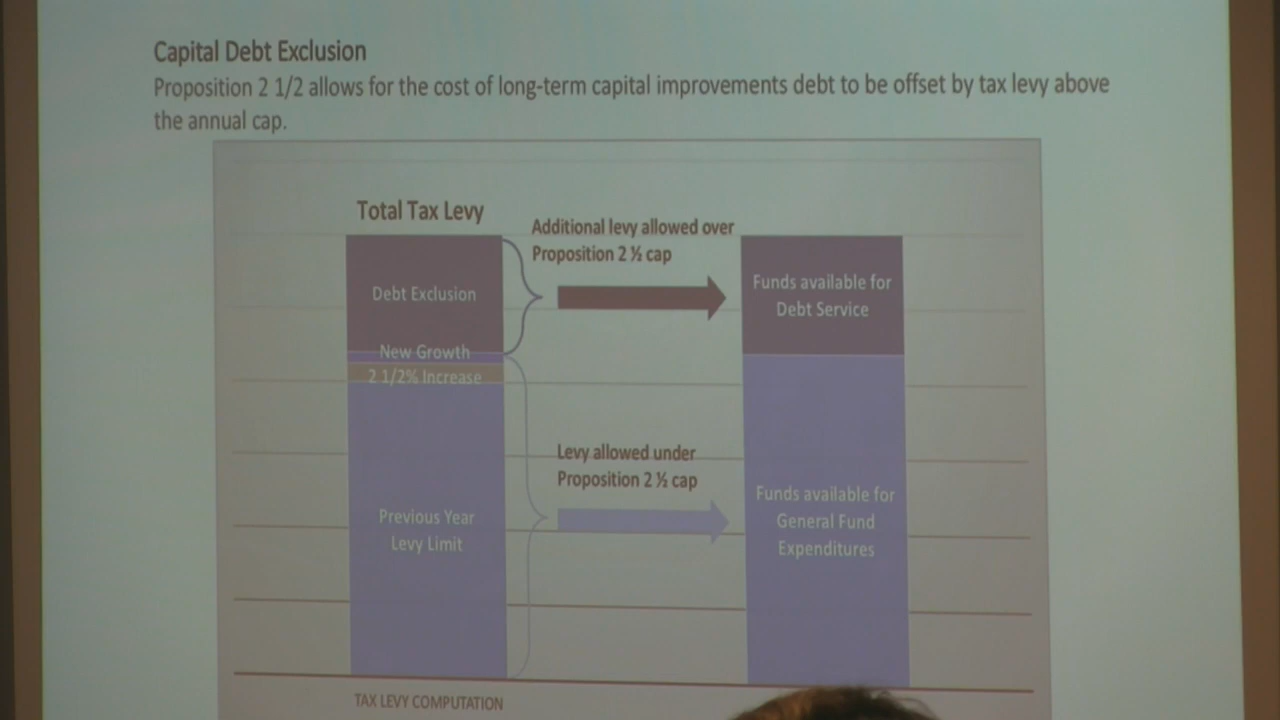 Capital Debt Exclusion
Proposition 2 1/2 allows for the cost of long-term capital improvements debt to be offset by tax levy above
the annual cap.
Total Tax Levy
Additional levy allowed over
Proposition 2 ½ cap
Debt Exclusion
Funds available for
Debt Service
New Growth
2 1/2% Increase
Levy allowed under
Proposition 2 ½ cap
Previous Year
Levy Limit
Funds available for
General Fund
Expenditures
TAX LEVY COMPUTATION